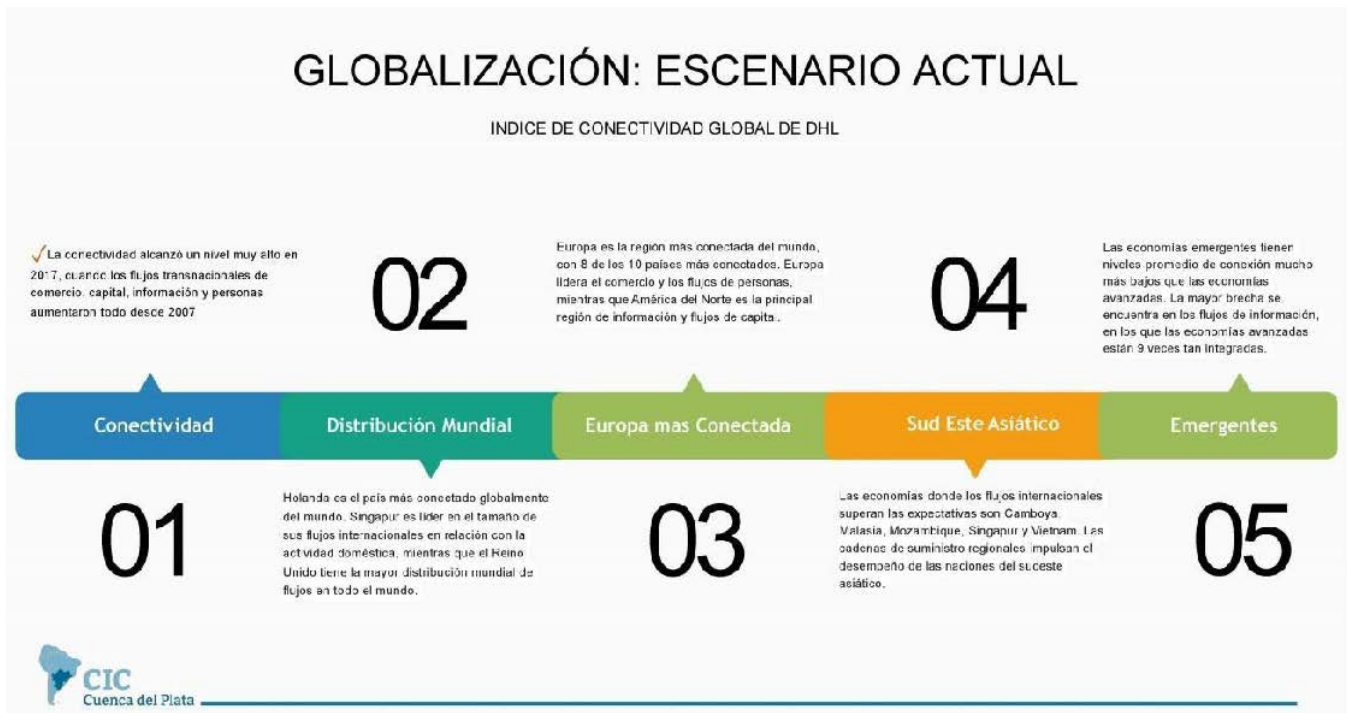 GLOBALIZACIÓN: ESCENARIO ACTUAL
INDICE DE CONECTIVIDAD GLOBAL DE DHL
La conectividad alcanzó un nivel muy alto en
2017, cuando los flujos transnacionales de
comercio, capital, información y personas
aumentaron todo desde 2007
Conectividad
01
02
Distribución Mundial
Holanda es el país más conectado globalmente
del mundo. Singapur es líder en el tamaño de
sus flujos internacionales en relación con la
actividad doméstica, mientras que el Reino
Unido tiene la mayor distribución mundial de
flujos en todo el mundo.
Europa es la región más conectada del mundo,
con 8 de los 10 países más conectados. Europa
lidera el comercio y los flujos de personas,
mientras que América del Norte es la principal
región de información y flujos de capital.
Europa mas Conectada
03
04
Sud Este Asiático
Las economías donde los flujos internacionales
superan las expectativas son Camboya,
Malasia, Mozambique, Singapur y Vietnam. Las
cadenas de suministro regionales impulsan el
desempeño de las naciones del sudeste
asiático.
Las economías emergentes tienen
niveles promedio de conexión mucho
más bajos que las economías
avanzadas. La mayor brecha se
encuentra en los flujos de información,
en los que las economías avanzadas
están 9 veces tan integradas.
Emergentes
05
CIC
Cuenca del Plata